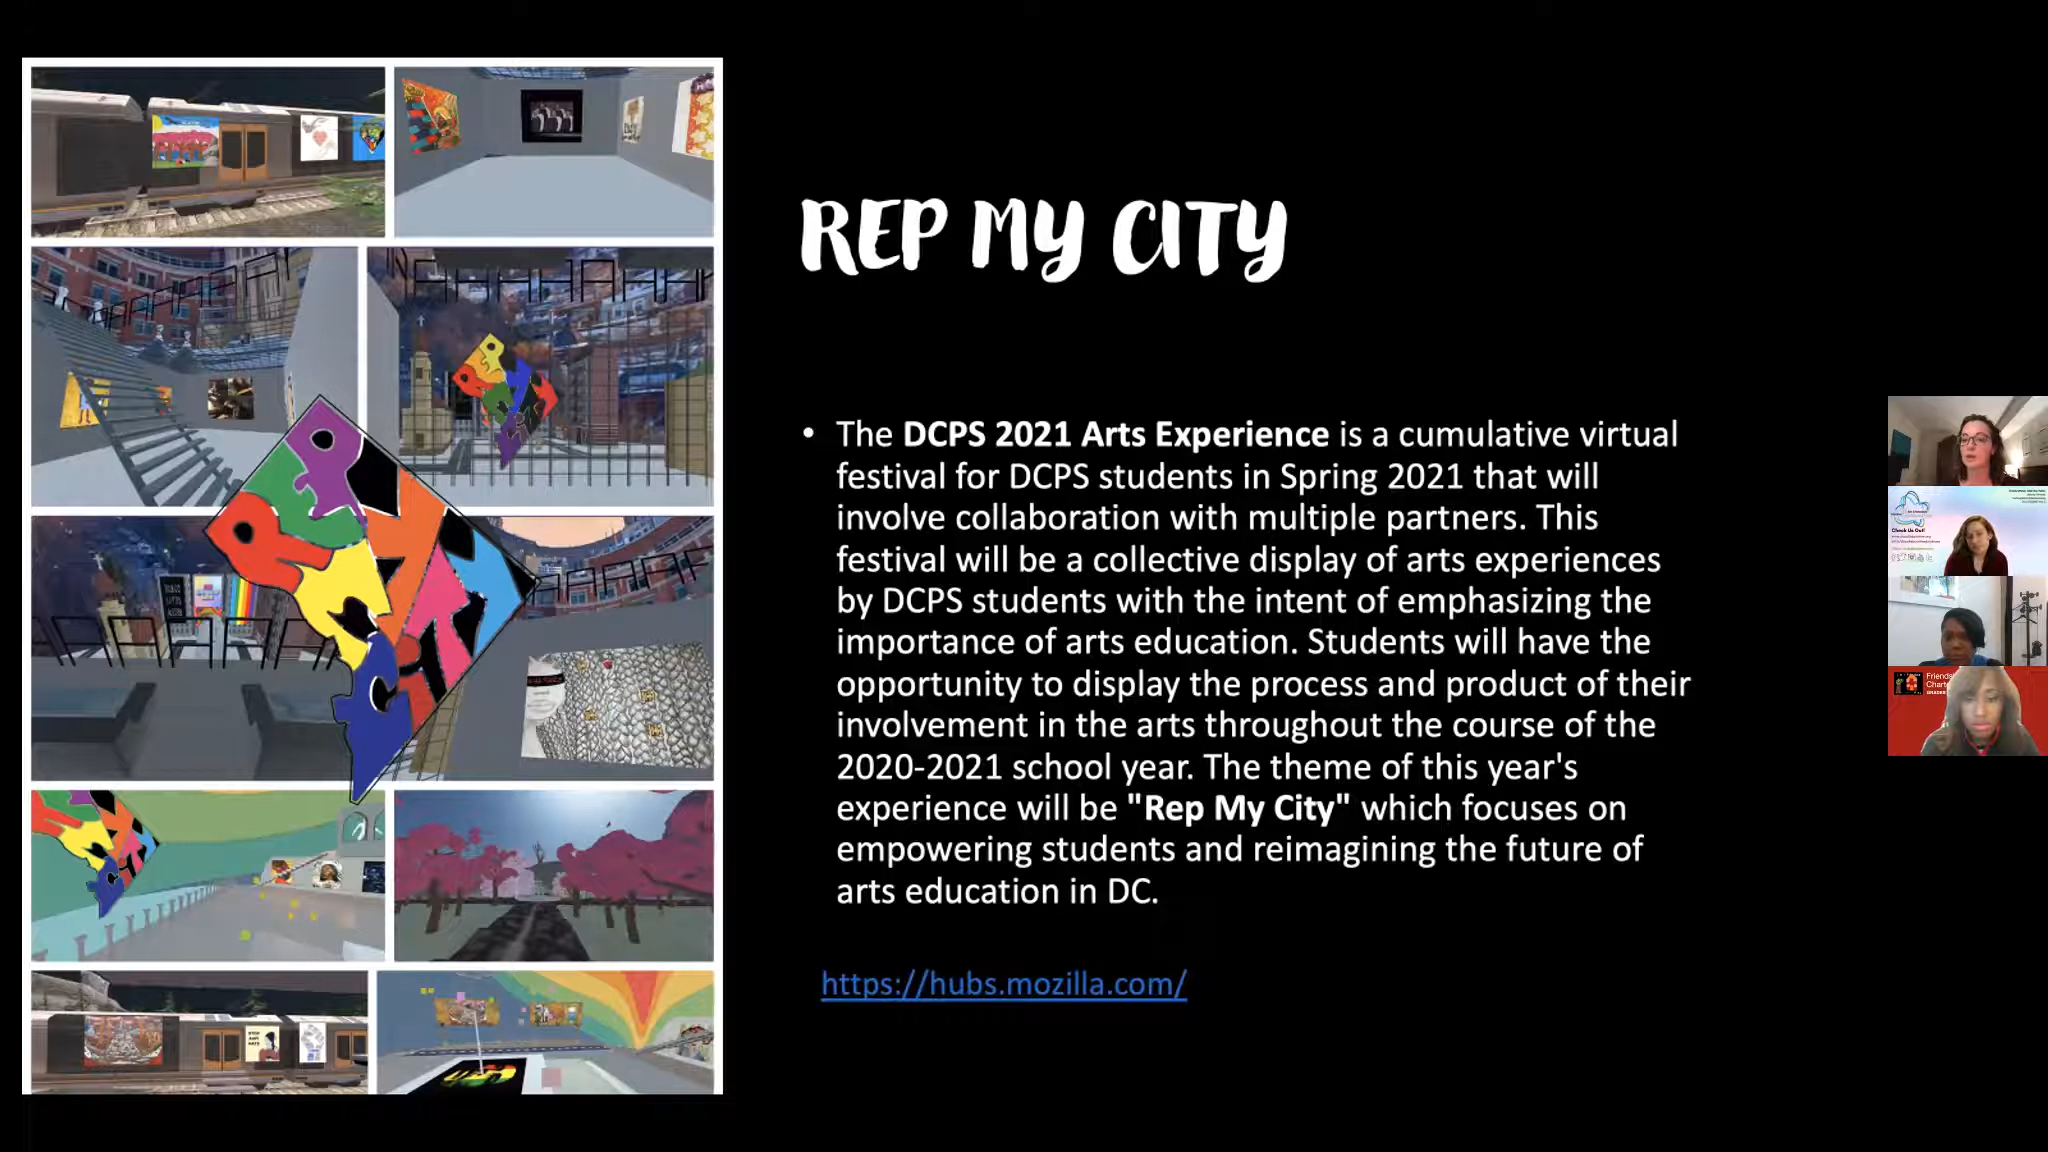 REP MY CITY
• The DCPS 2021 Arts Experience is a cumulative virtual
festival for DCPS students in Spring 2021 that will
involve collaboration with multiple partners. This
festival will be a collective display of arts experiences
by DCPS students with the intent of emphasizing the
importance of arts education. Students will have the
opportunity to display the process and product of their
involvement in the arts throughout the course of the
2020-2021 school year. The theme of this year's
experience will be "Rep My City" which focuses on
empowering students and reimagining the future of
arts education in DC.
https://hubs.mozilla.com/
Check Us Out!